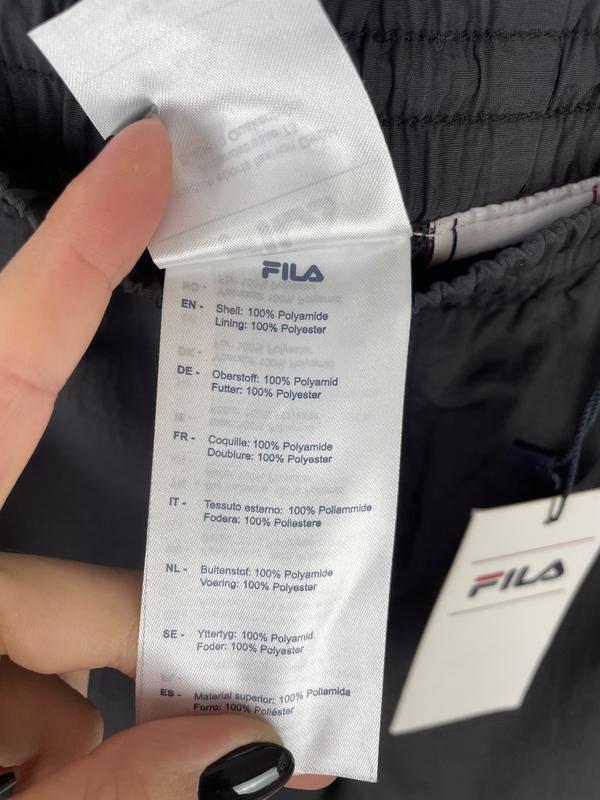 FILA
EN - Shell: 100% Polyamide
Lining: 100% Polyester
DE - Oberstoff: 100% Polyamid
Futter: 100% Polyester
FR - Coquille: 100% Polyamide
Doublure: 100% Polyester
IT - Tessuto esterno: 100% Poliammide
Fodera: 100% Poliestere
NL - Buitenstof: 100% Polyamide
Voering: 100% Polyester
SE - Yttertyg: 100% Polyamid
Foder: 100% Polyester
ES - Material superior: 100% Poliamida
Forro: 100% Poliéster
FILA